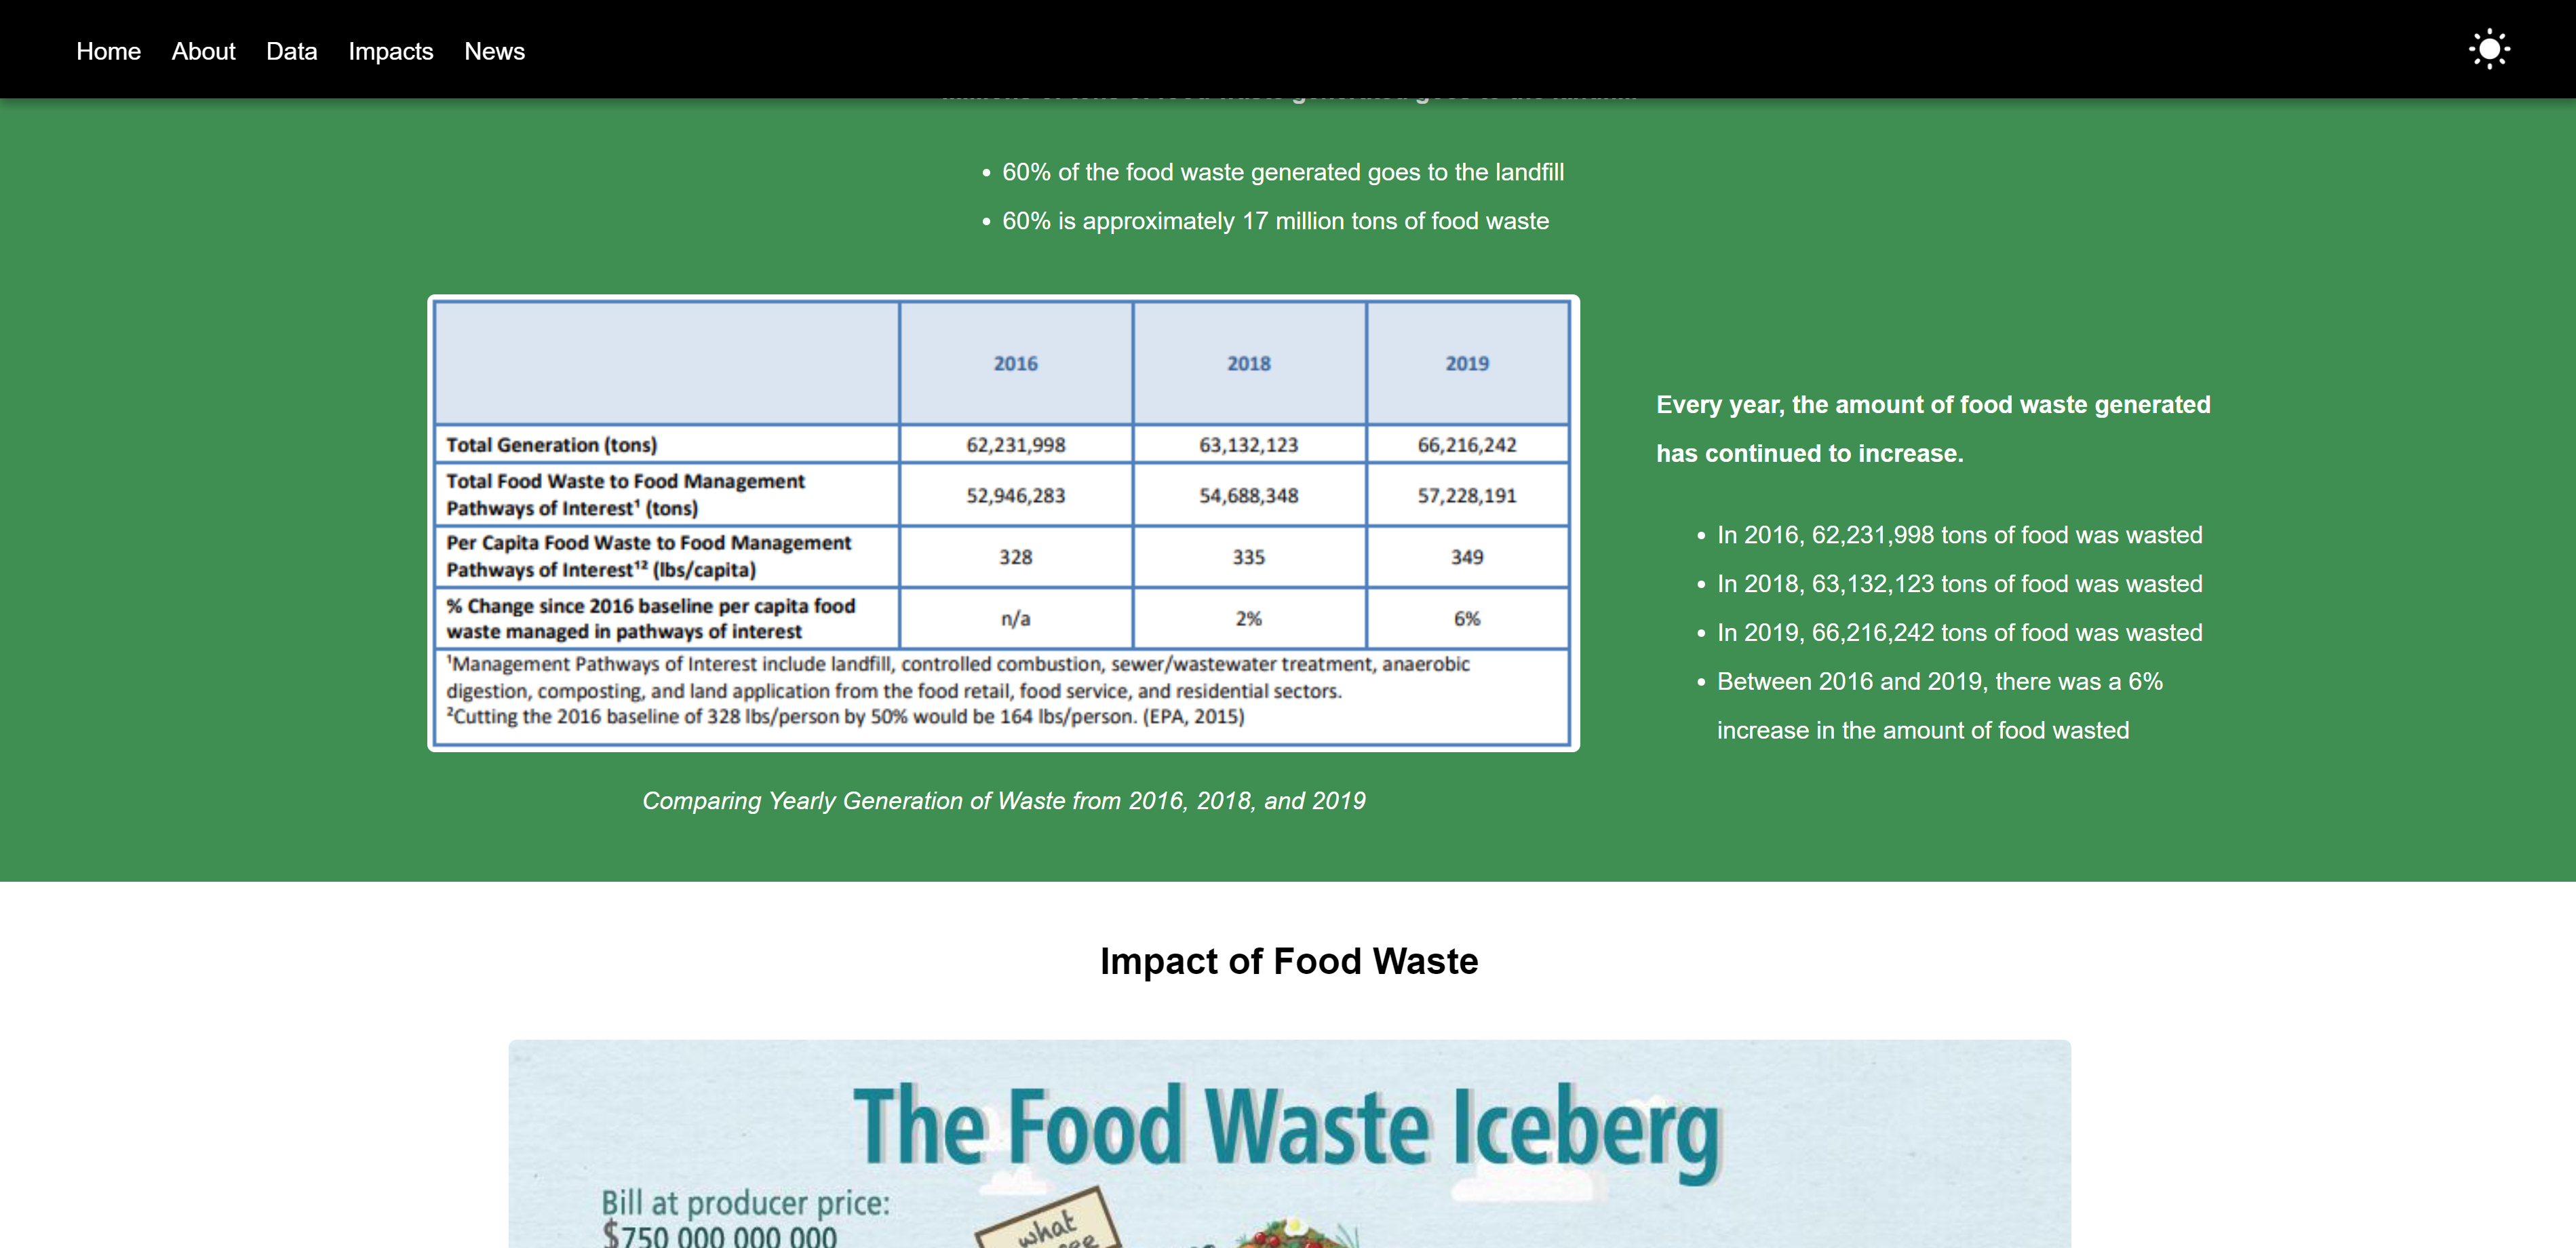 Home About Data Impacts News
60% of the food waste generated goes to the landfill
60% is approximately 17 million tons of food waste
2016 2018 2019
Total Generation (tons) 62,231,998 63,132,123 66,216,242
Total Food Waste to Food Management
Pathways of Interest¹ (tons) 52,946,283 54,688,348 57,228,191
Per Capita Food Waste to Food Management
Pathways of Interest¹² (lbs/capita) 328 335 349
% Change since 2016 baseline per capita food
waste managed in pathways of interest n/a 2% 6%
¹Management Pathways of Interest include landfill, controlled combustion, sewer/wastewater treatment, anaerobic
digestion, composting, and land application from the food retail, food service, and residential sectors.
²Cutting the 2016 baseline of 328 lbs/person by 50% would be 164 lbs/person. (EPA, 2015)
Comparing Yearly Generation of Waste from 2016, 2018, and 2019
Every year, the amount of food waste generated
has continued to increase.
In 2016, 62,231,998 tons of food was wasted
In 2018, 63,132,123 tons of food was wasted
In 2019, 66,216,242 tons of food was wasted
Between 2016 and 2019, there was a 6%
increase in the amount of food wasted
Impact of Food Waste
The Food Waste Iceberg
Bill at producer price:
$750 000 000 000
what